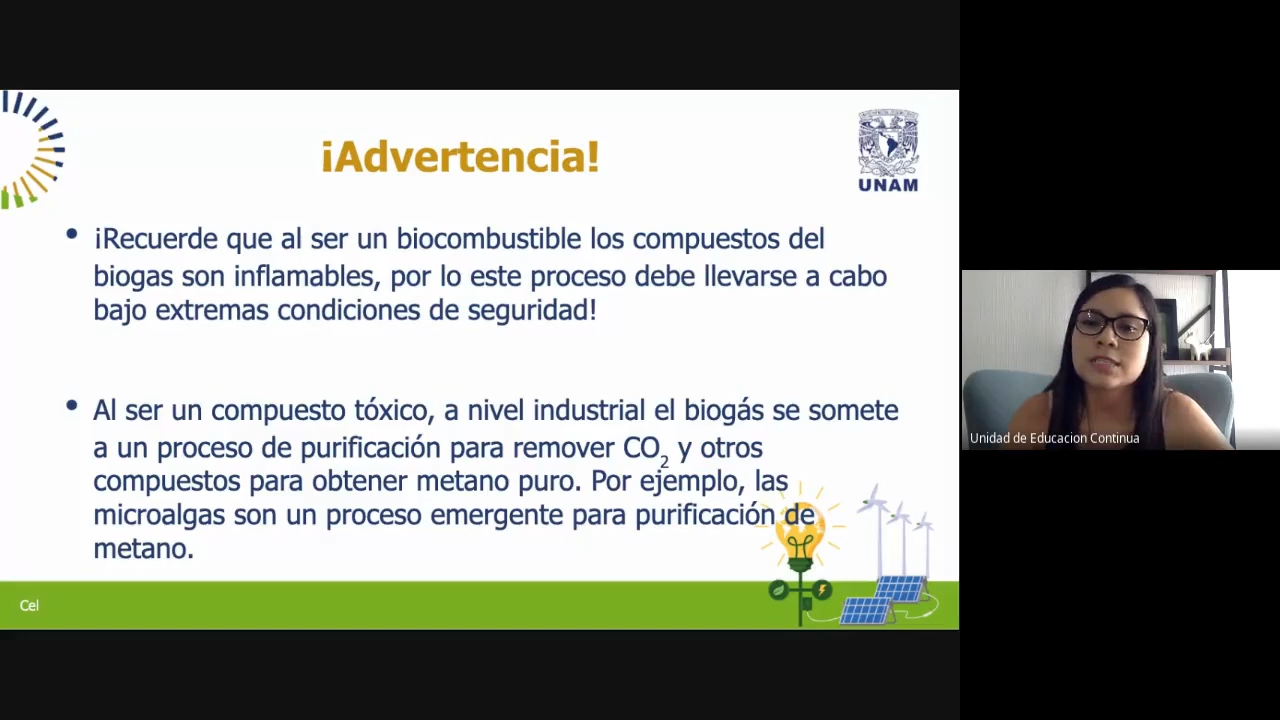 ¡Advertencia!
UNAM
• ¡Recuerde que al ser un biocombustible los compuestos del
biogas son inflamables, por lo este proceso debe llevarse a cabo
bajo extremas condiciones de seguridad!
• Al ser un compuesto tóxico, a nivel industrial el biogás se somete
a un proceso de purificación para remover CO2 y otros
compuestos para obtener metano puro. Por ejemplo, las
microalgas son un proceso emergente para purificación de
metano.
Cel
Unidad de Educacion Continua